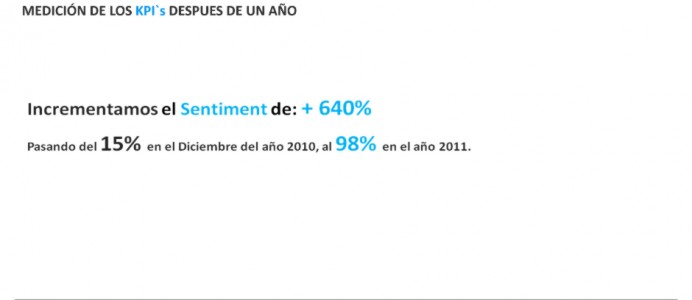 MEDICIÓN DE LOS KPI`s DESPUES DE UN AÑO
Incrementamos el Sentiment de: + 640%
Pasando del 15% en el Diciembre del año 2010, al 98% en el año 2011.